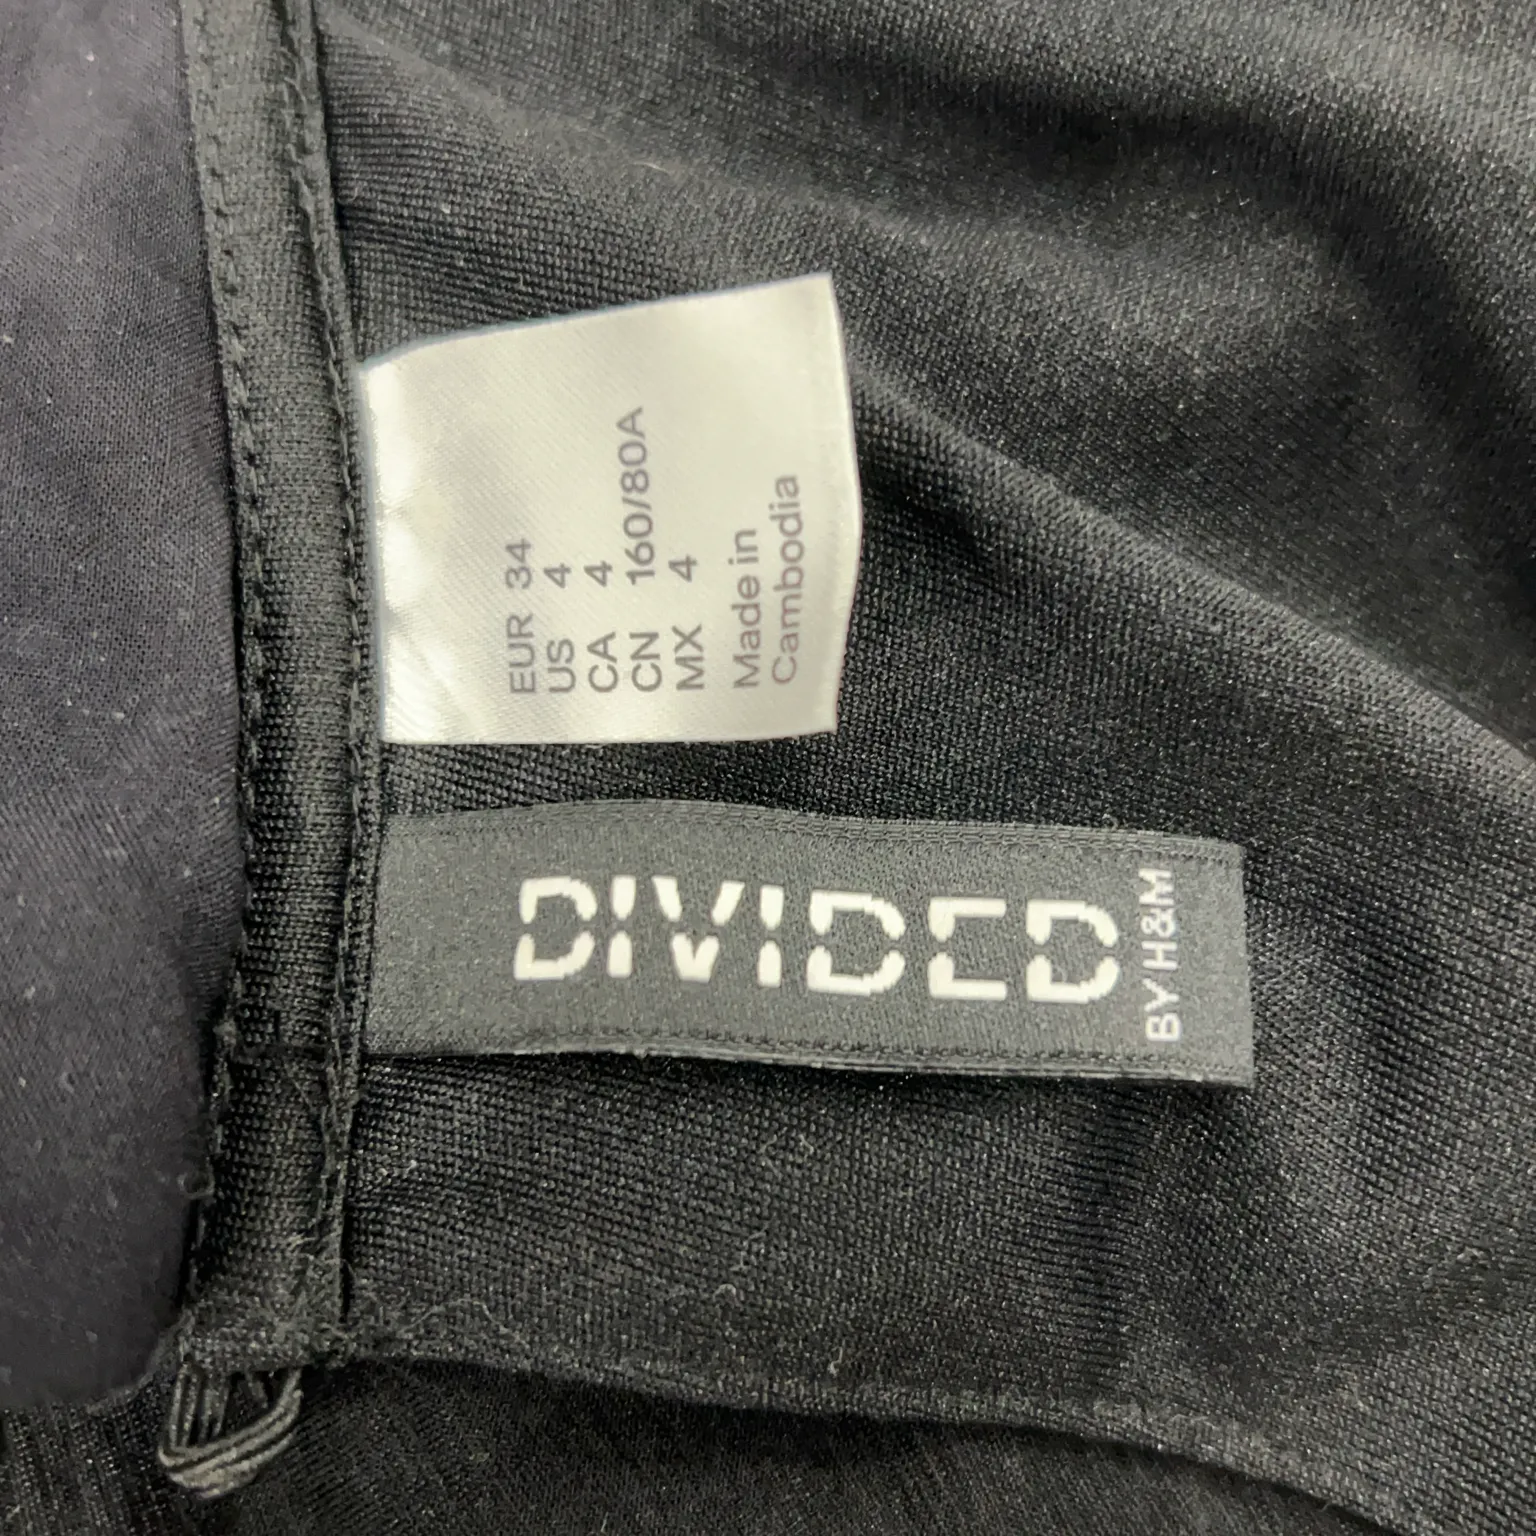 EUR 34
US 4
CA 4
CN 160/80A
MX 4
Made in
Cambodia
DIVIDED
BY H&M